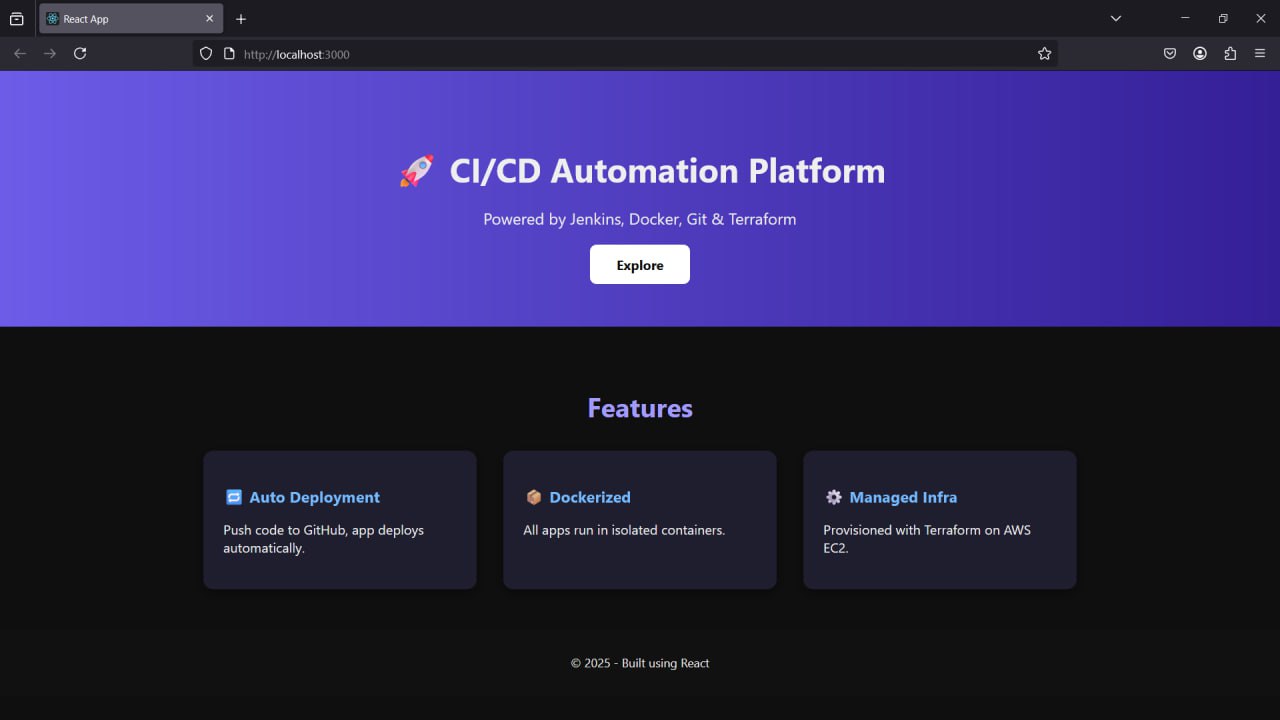 React App
http://localhost:3000
🚀 CI/CD Automation Platform
Powered by Jenkins, Docker, Git & Terraform
Explore
Features
🔁 Auto Deployment
Push code to GitHub, app deploys
automatically.
📦 Dockerized
All apps run in isolated containers.
⚙️ Managed Infra
Provisioned with Terraform on AWS
EC2.
© 2025 - Built using React